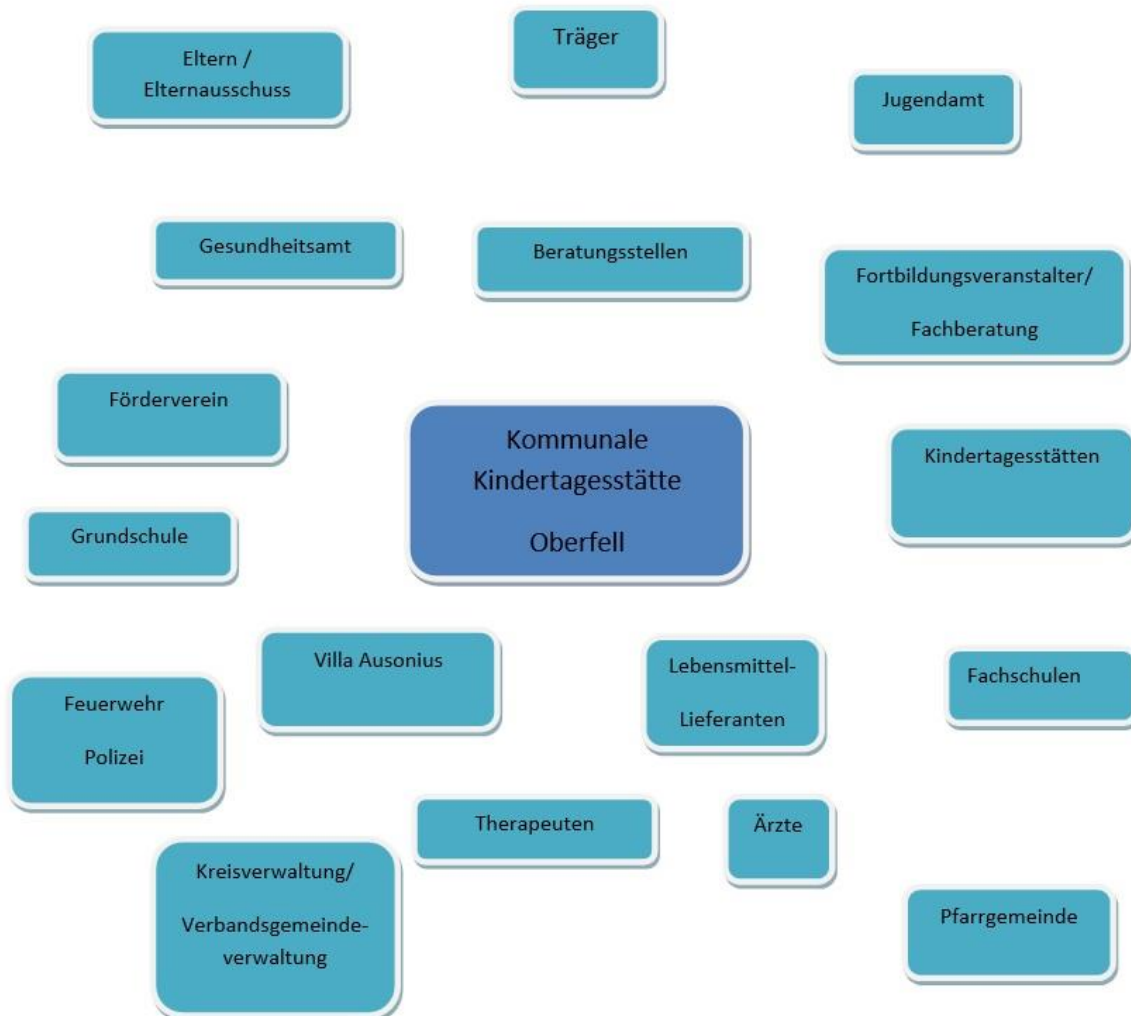 Eltern /
Elternausschuss
Träger
Jugendamt
Gesundheitsamt
Beratungsstellen
Fortbildungsveranstalter/
Fachberatung
Förderverein
Kommunale
Kindertagesstätte
Oberfell
Kindertagesstätten
Grundschule
Villa Ausonius
Lebensmittel-
Lieferanten
Fachschulen
Feuerwehr
Polizei
Therapeuten
Ärzte
Kreisverwaltung/
Verbandsgemeinde-
verwaltung
Pfarrgemeinde